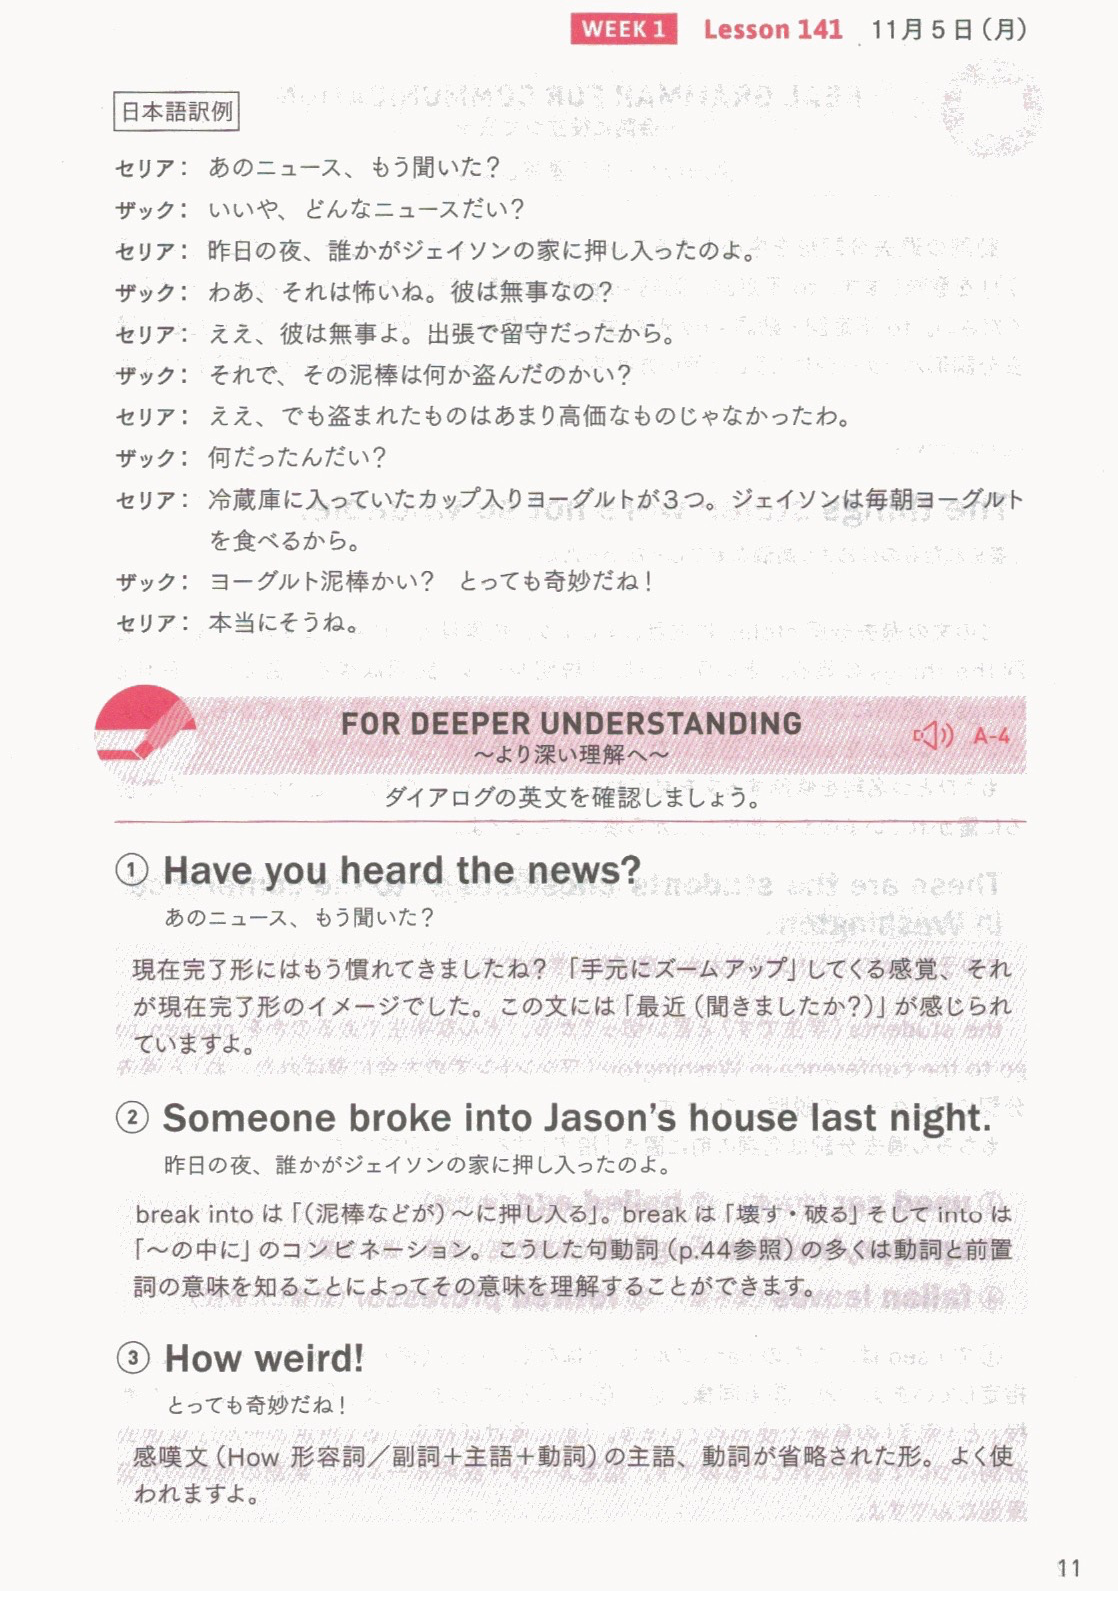 WEEK 1 Lesson 141 11月5日（月）
日本語訳例
セリア： あのニュース、もう聞いた？
ザック： いいや、どんなニュースだい？
セリア： 昨日の夜、誰かがジェイソンの家に押し入ったのよ。
ザック： わあ、それは怖いね。彼は無事なの？
セリア： ええ、彼は無事よ。出張で留守だったから。
ザック： それで、その泥棒は何か盗んだのかい？
セリア： ええ、でも盗まれたものはあまり高価なものじゃなかったわ。
ザック： 何だったんだい？
セリア： 冷蔵庫に入っていたカップ入りヨーグルトが3つ。ジェイソンは毎朝ヨーグルト
を食べるから。
ザック： ヨーグルト泥棒かい？ とっても奇妙だね！
セリア： 本当にそうね。
FOR DEEPER UNDERSTANDING
～より深い理解へ～
A-4
ダイアログの英文を確認しましょう。
① Have you heard the news?
あのニュース、もう聞いた？
現在完了形にはもう慣れてきましたね？「手元にズームアップ」してくる感覚、それ
が現在完了形のイメージでした。この文には「最近（聞きましたか？）」が感じられ
ていますよ。
② Someone broke into Jason's house last night.
昨日の夜、誰かがジェイソンの家に押し入ったのよ。
break into は「（泥棒などが）～に押し入る」。break は「壊す・破る」そして into は
「～の中に」のコンビネーション。こうした句動詞（p.44参照）の多くは動詞と前置
詞の意味を知ることによってその意味を理解することができます。
③ How weird!
とっても奇妙だね！
感嘆文（How 形容詞／副詞＋主語＋動詞）の主語、動詞が省略された形。よく使
われますよ。
11